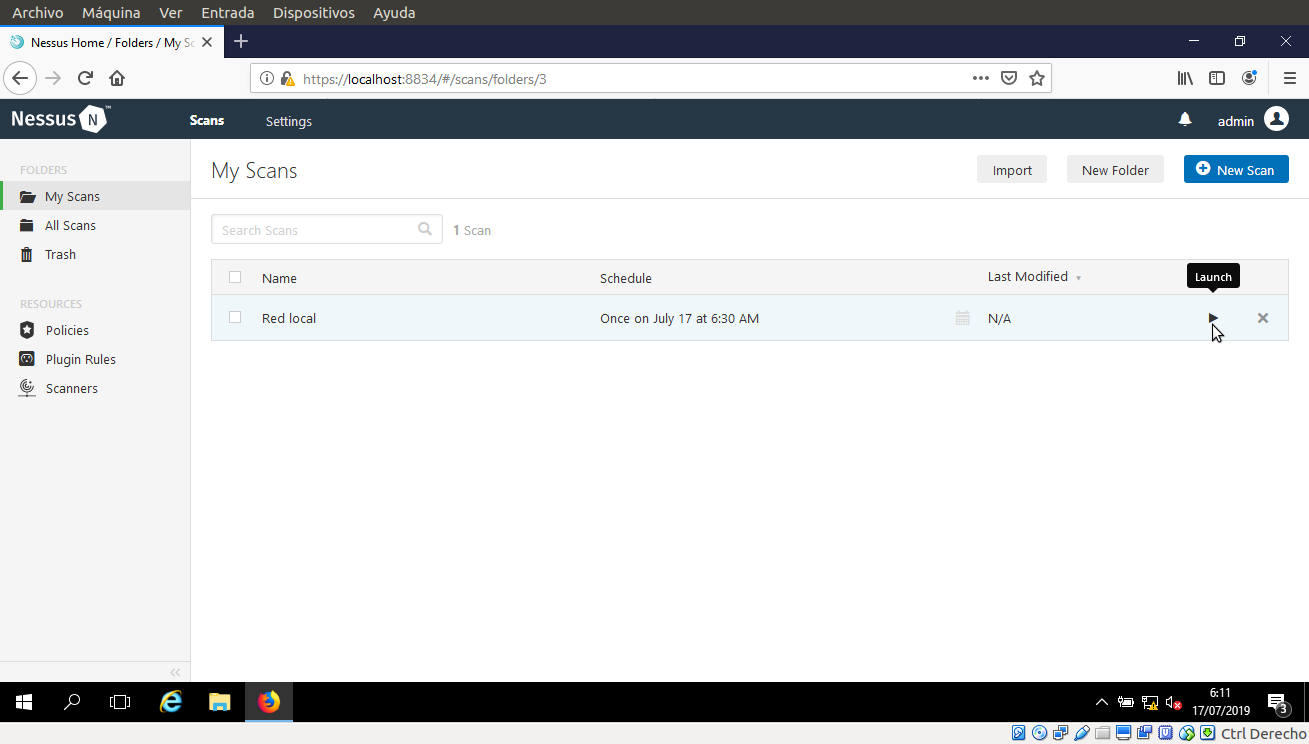 Archivo Máquina Ver Entrada Dispositivos Ayuda
Nessus Home / Folders / My Sc
https://localhost:8834/#/scans/folders/3
Nessus N ™ Scans Settings admin
FOLDERS
My Scans
All Scans
Trash
RESOURCES
Policies
Plugin Rules
Scanners
My Scans Import New Folder New Scan
Search Scans 1 Scan
Name Schedule Last Modified Launch
Red local Once on July 17 at 6:30 AM N/A
6:11
17/07/2019 3
Ctrl Derecho